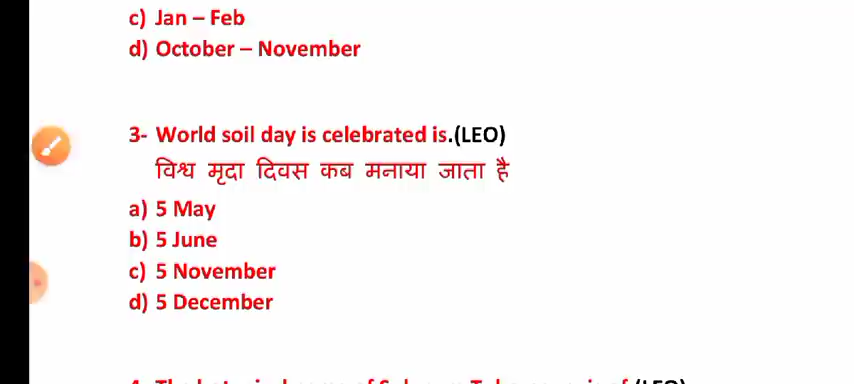 c) Jan – Feb
d) October – November
3- World soil day is celebrated is.(LEO)
विश्व मृदा दिवस कब मनाया जाता है
a) 5 May
b) 5 June
c) 5 November
d) 5 December